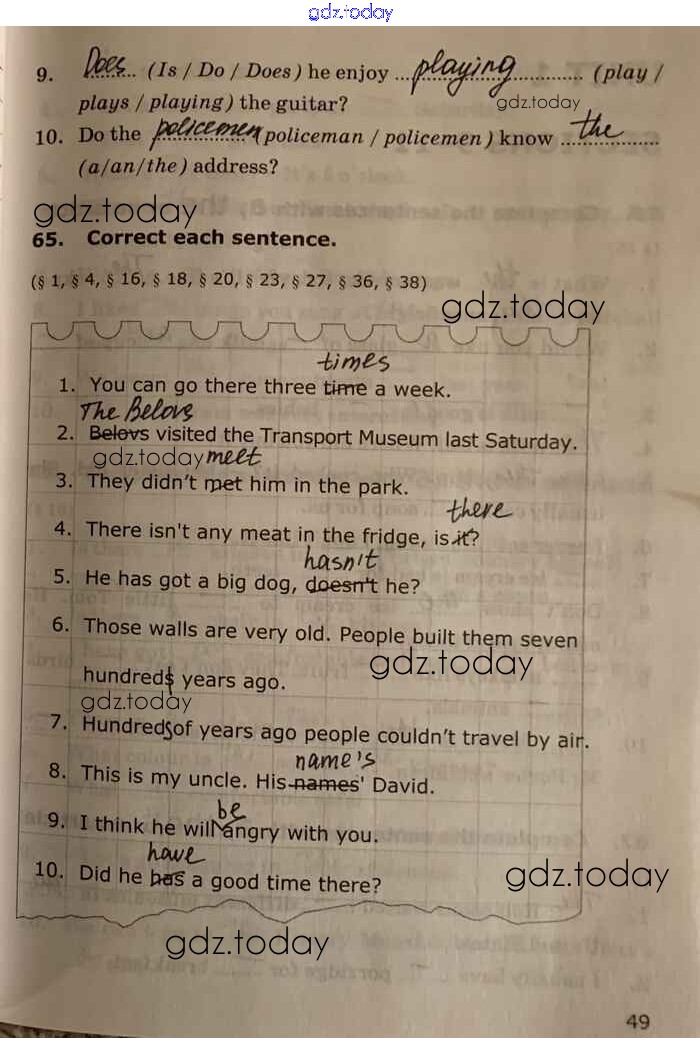 gdz.today
9. Does (Is / Do / Does) he enjoy ... playing ............ (play /
gdz.today
plays / playing) the guitar?
10. Do the policemen (policeman / policemen) know ... the ............
(a/an/the) address?
gdz.today
65. Correct each sentence.
(§ 1, § 4, § 16, § 18, § 20, § 23, § 27, § 36, § 38)
gdz.today
times
1. You can go there three time a week.
The Belovs
2. Belovs visited the Transport Museum last Saturday.
gdz.today meet
3. They didn't met him in the park.
there
4. There isn't any meat in the fridge, is it?
hasn't
5. He has got a big dog, doesn't he?
6. Those walls are very old. People built them seven
gdz.today
hundreds years ago.
gdz.today
7. Hundreds of years ago people couldn't travel by air.
name's
8. This is my uncle. His names' David.
be
9. I think he will angry with you.
have
10. Did he has a good time there?
gdz.today
gdz.today
49